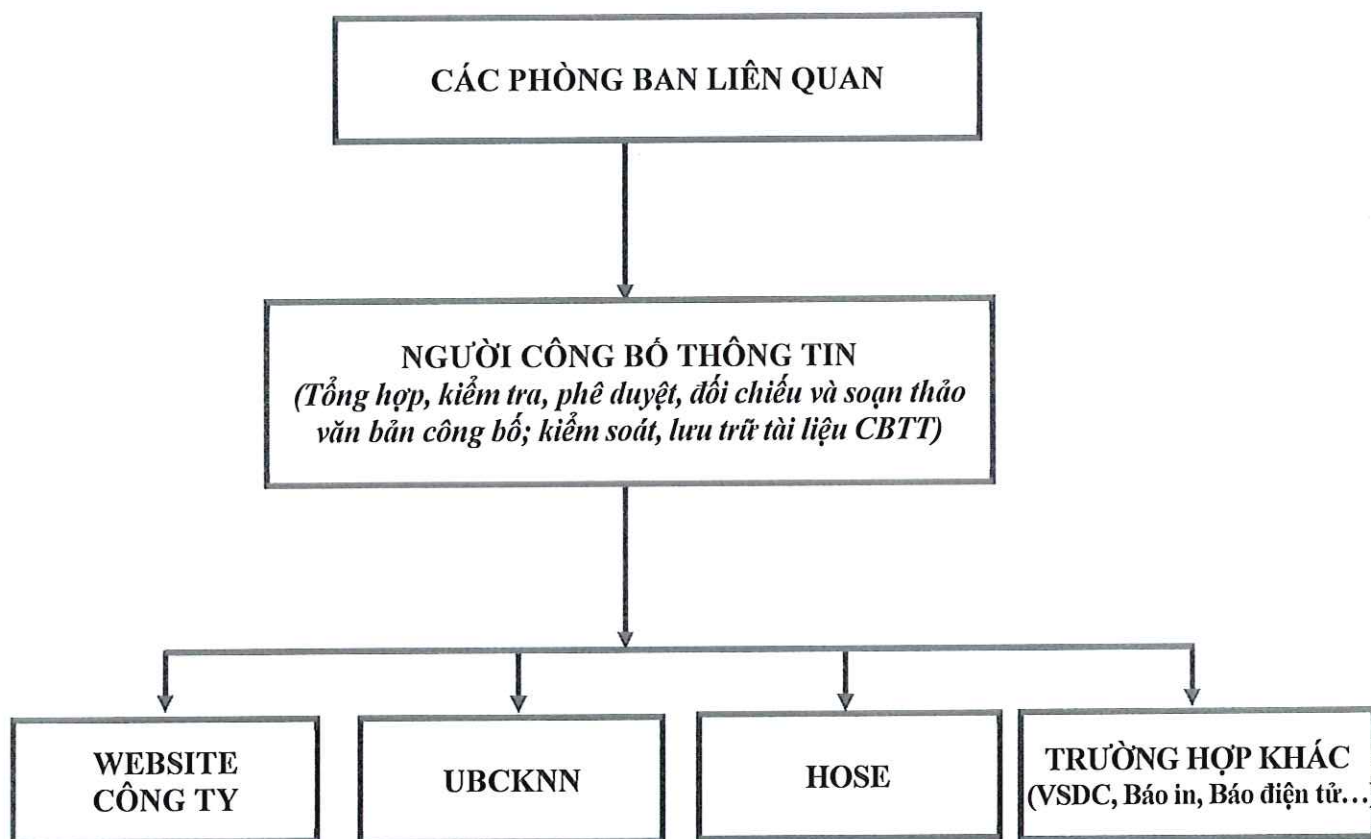 CÁC PHÒNG BAN LIÊN QUAN
NGƯỜI CÔNG BỐ THÔNG TIN
(Tổng hợp, kiểm tra, phê duyệt, đối chiếu và soạn thảo
văn bản công bố; kiểm soát, lưu trữ tài liệu CBTT)
WEBSITE
CÔNG TY
UBCKNN
HOSE
TRƯỜNG HỢP KHÁC
(VSDC, Báo in, Báo điện tử…)